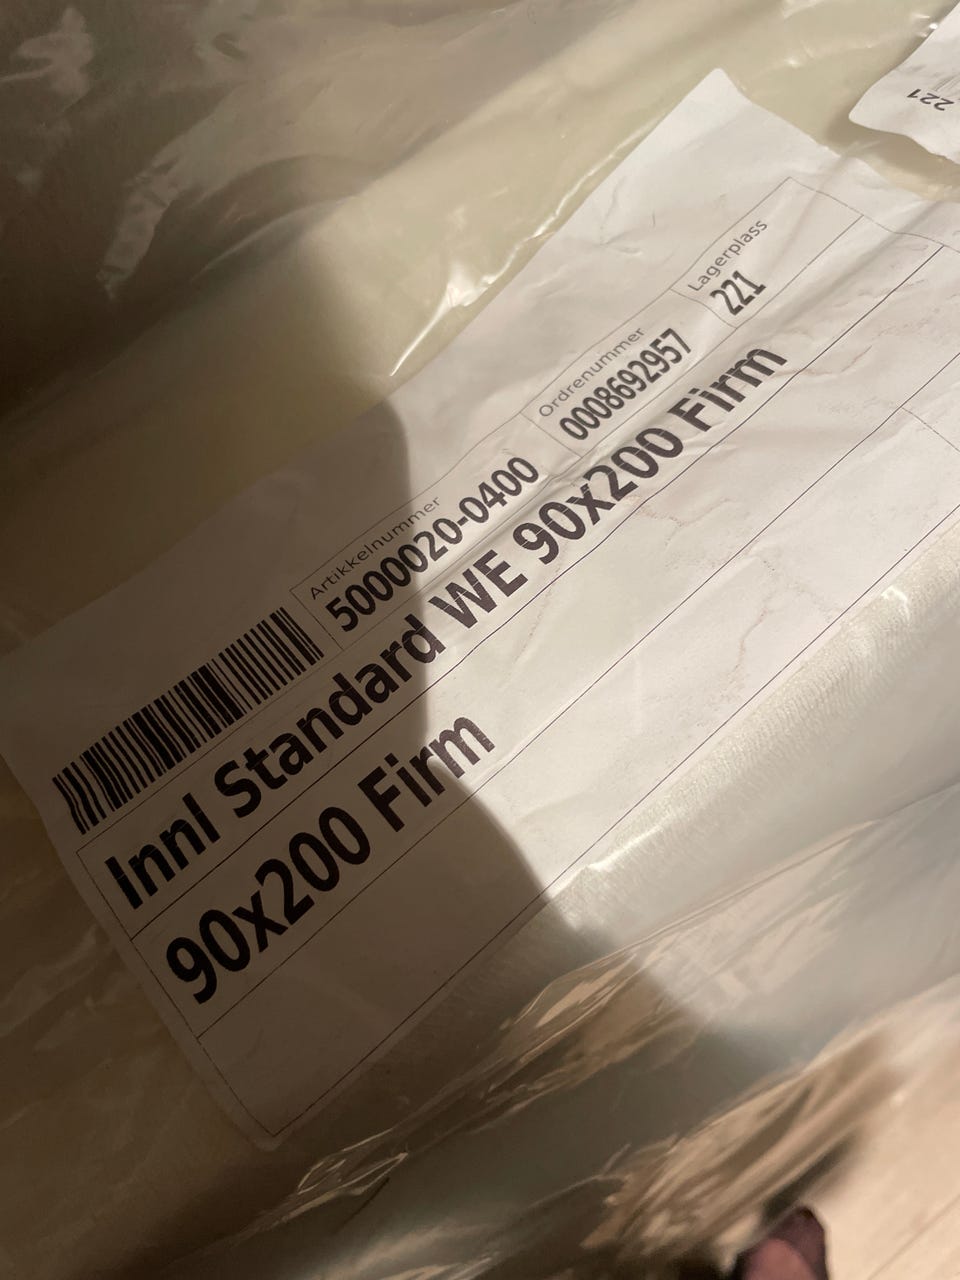 Artikkelnummer
5000020-0400
Ordrenummer
0008692957
Lagerplass
221
Innl Standard WE 90x200 Firm
90x200 Firm
221